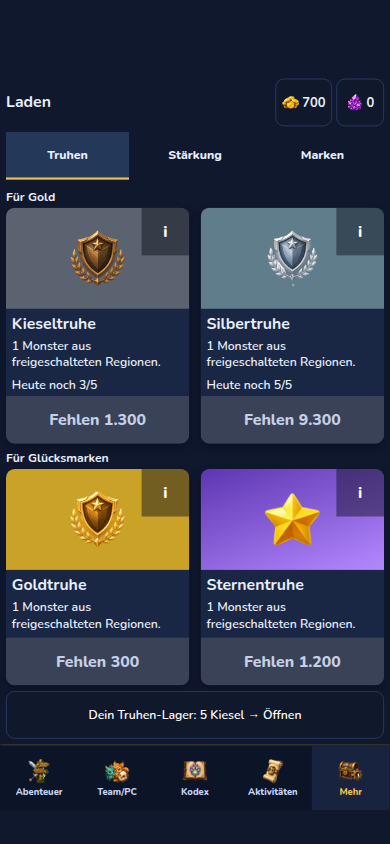 Laden
700
0
Truhen
Stärkung
Marken
Für Gold
i
i
Kieseltruhe
1 Monster aus
freigeschalteten Regionen.
Heute noch 3/5
Fehlen 1.300
Silbertruhe
1 Monster aus
freigeschalteten Regionen.
Heute noch 5/5
Fehlen 9.300
Für Glücksmarken
i
i
Goldtruhe
1 Monster aus
freigeschalteten Regionen.
Fehlen 300
Sternentruhe
1 Monster aus
freigeschalteten Regionen.
Fehlen 1.200
Dein Truhen-Lager: 5 Kiesel → Öffnen
Abenteuer
Team/PC
Kodex
Aktivitäten
Mehr